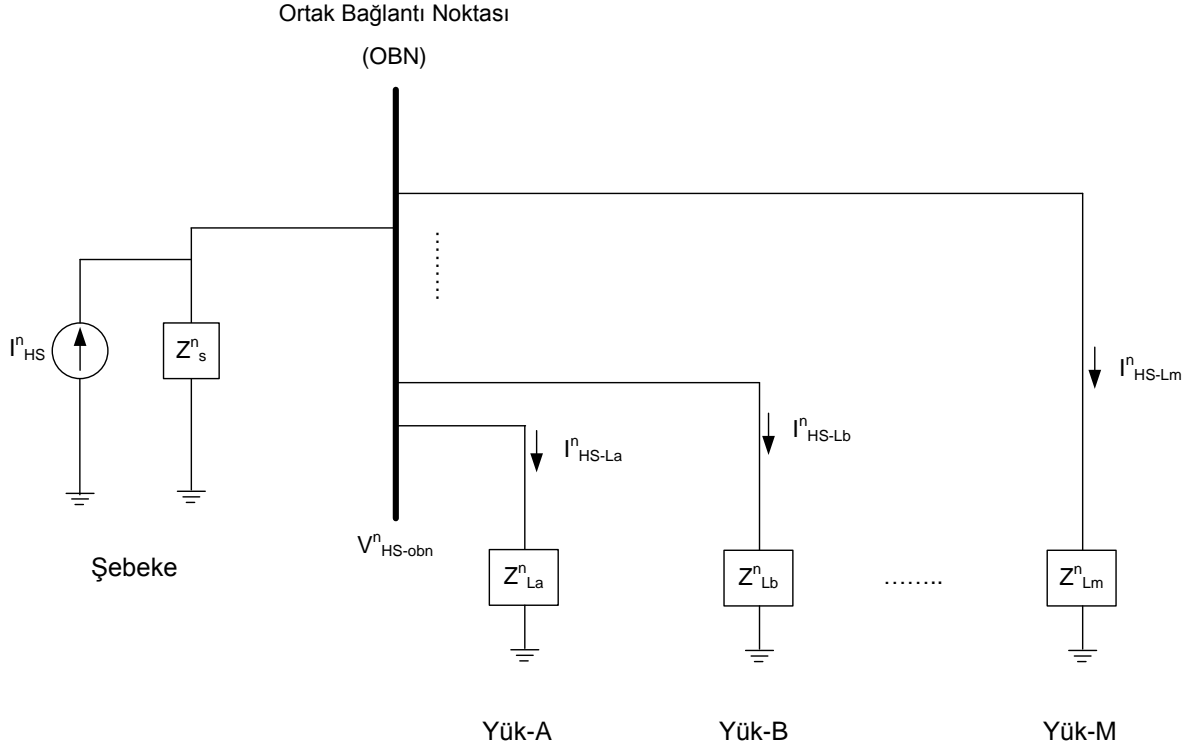 Ortak Bağlantı Noktası
(OBN)
I^n_HS
Z^n_s
I^n_HS-Lm
I^n_HS-Lb
I^n_HS-La
V^n_HS-obn
Şebeke
Z^n_La
Z^n_Lb
........
Z^n_Lm
Yük-A
Yük-B
Yük-M